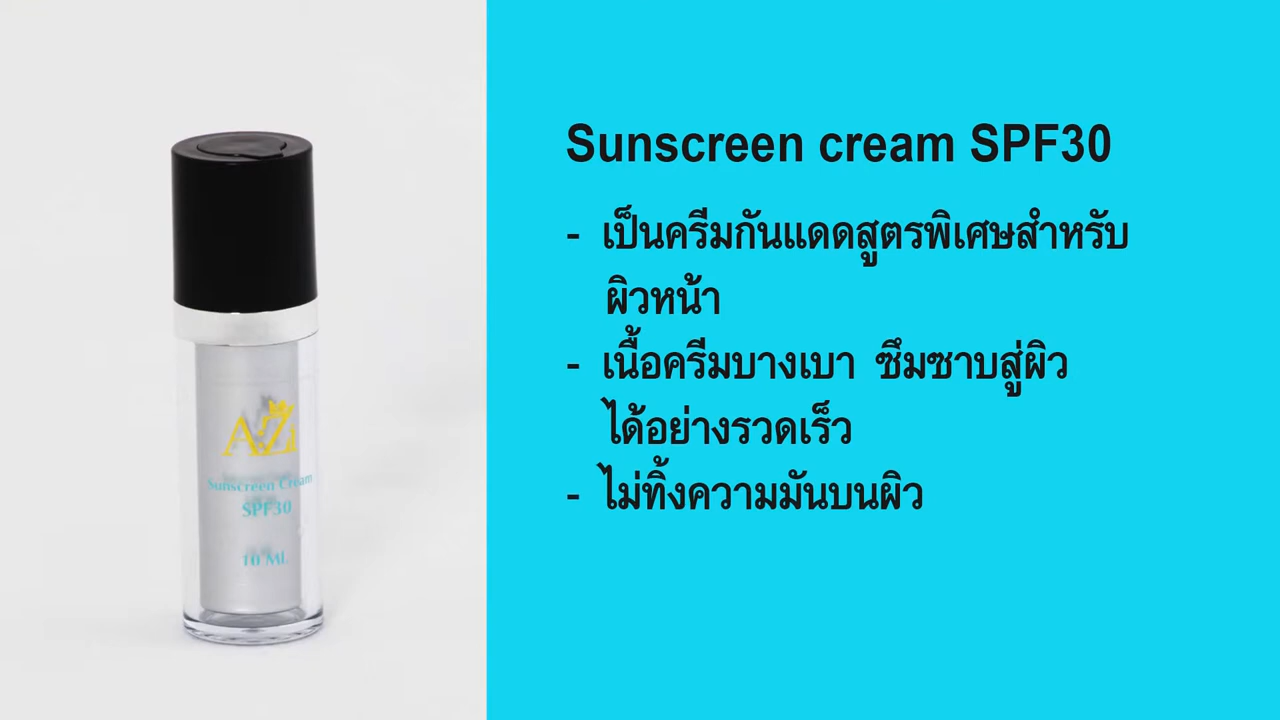 Sunscreen cream SPF30
- เป็นครีมกันแดดสูตรพิเศษสำหรับ
ผิวหน้า
- เนื้อครีมบางเบา ซึมซาบสู่ผิว
ได้อย่างรวดเร็ว
- ไม่ทิ้งความมันบนผิว
A:Z
Sunscreen Cream
SPF30
10 ML